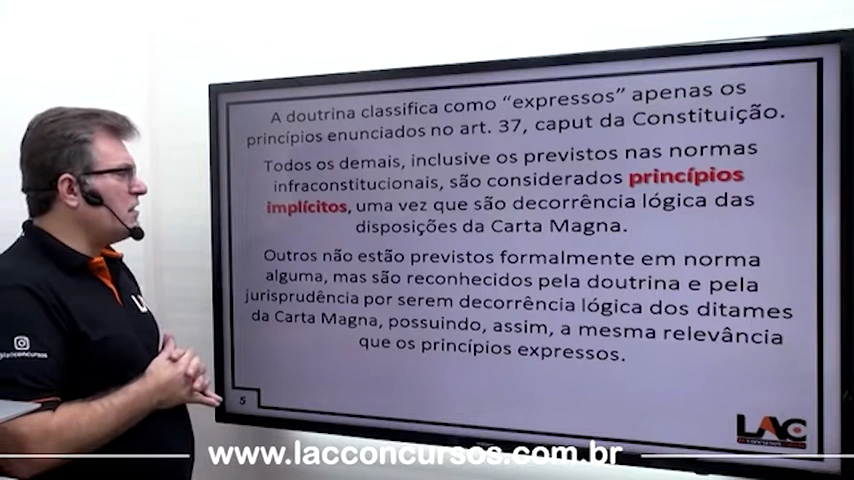 A doutrina classifica como “expressos” apenas os
princípios enunciados no art. 37, caput da Constituição.
Todos os demais, inclusive os previstos nas normas
infraconstitucionais, são considerados princípios
implícitos, uma vez que são decorrência lógica das
disposições da Carta Magna.
Outros não estão previstos formalmente em norma
alguma, mas são reconhecidos pela doutrina e pela
jurisprudência por serem decorrência lógica dos ditames
da Carta Magna, possuindo, assim, a mesma relevância
que os princípios expressos.
5
LAC
LA
lacconcursos
www.lacconcursos.com.br